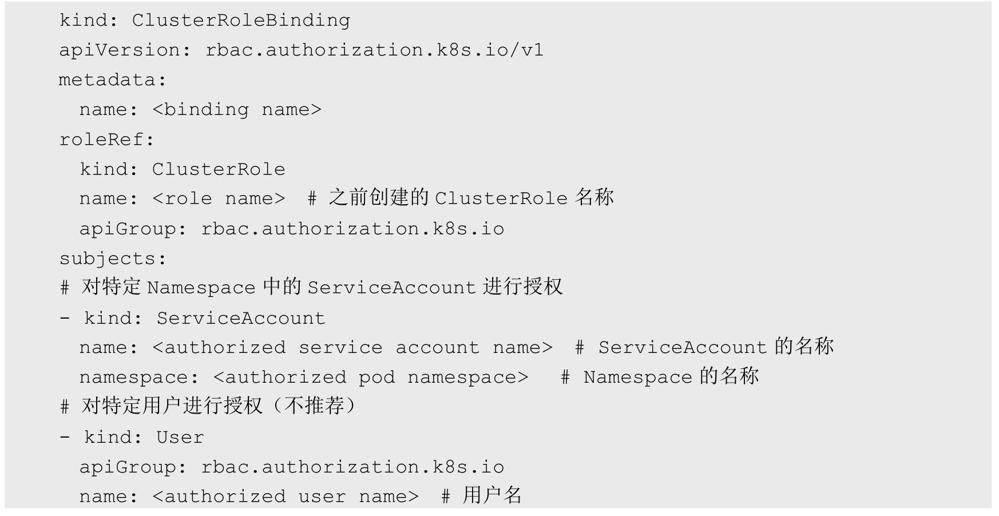 kind: ClusterRoleBinding
apiVersion: rbac.authorization.k8s.io/v1
metadata:
  name: <binding name>
roleRef:
  kind: ClusterRole
  name: <role name>  # 之前创建的 ClusterRole 名称
  apiGroup: rbac.authorization.k8s.io
subjects:
# 对特定 Namespace 中的 ServiceAccount 进行授权
- kind: ServiceAccount
  name: <authorized service account name>  # ServiceAccount 的名称
  namespace: <authorized pod namespace>   # Namespace 的名称
# 对特定用户进行授权（不推荐）
- kind: User
  apiGroup: rbac.authorization.k8s.io
  name: <authorized user name>  # 用户名